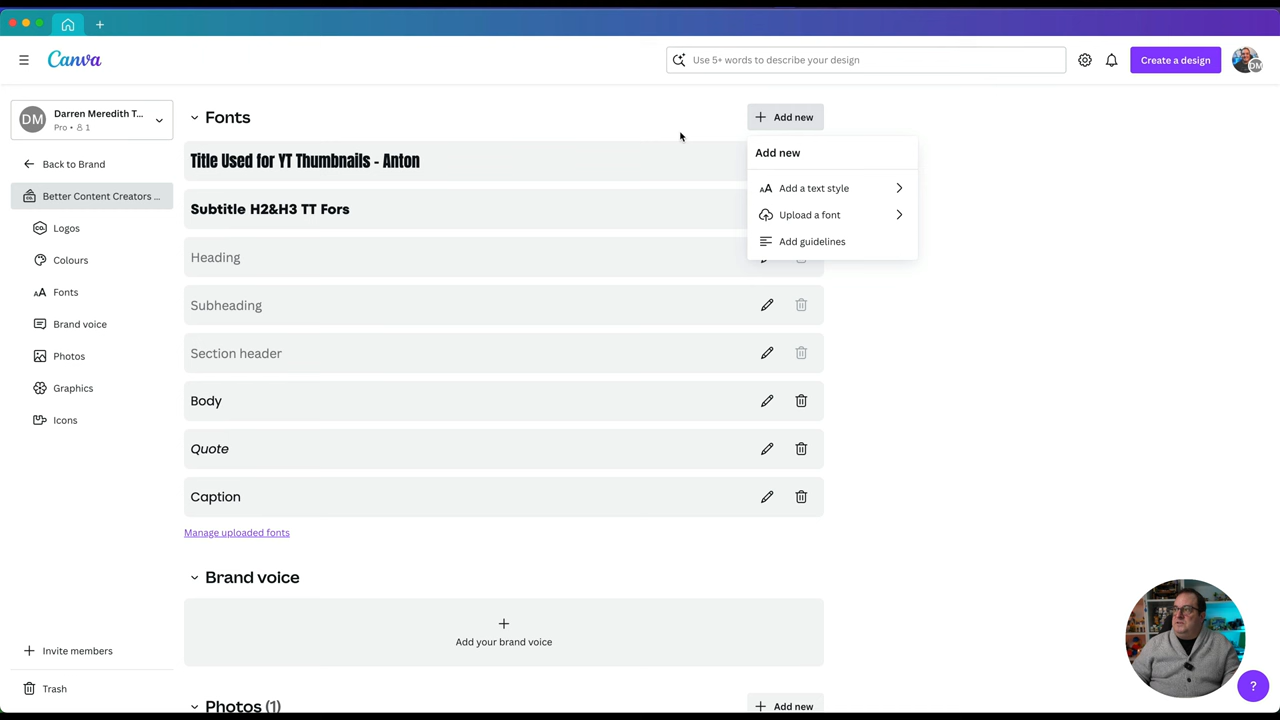 Canva
Use 5+ words to describe your design
Create a design
DM
DM
Darren Meredith T...
Pro • 1
Back to Brand
Better Content Creators ...
Logos
Colours
Fonts
Brand voice
Photos
Graphics
Icons
Invite members
Trash
Fonts
Add new
Title Used for YT Thumbnails - Anton
Subtitle H2&H3 TT Fors
Heading
Subheading
Section header
Body
Quote
Caption
Manage uploaded fonts
Add new
Add a text style
Upload a font
Add guidelines
Brand voice
Add your brand voice
Photos (1)
Add new
?